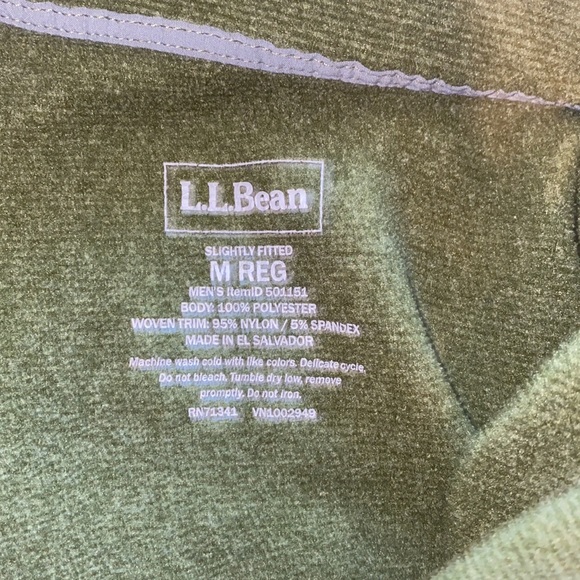 L.L.Bean
SLIGHTLY FITTED
M REG
MEN'S ItemID 501151
BODY: 100% POLYESTER
WOVEN TRIM: 95% NYLON / 5% SPANDEX
MADE IN EL SALVADOR
Machine wash cold with like colors. Delicate cycle.
Do not bleach. Tumble dry low, remove
promptly. Do not iron.
RN71341 VN1002949